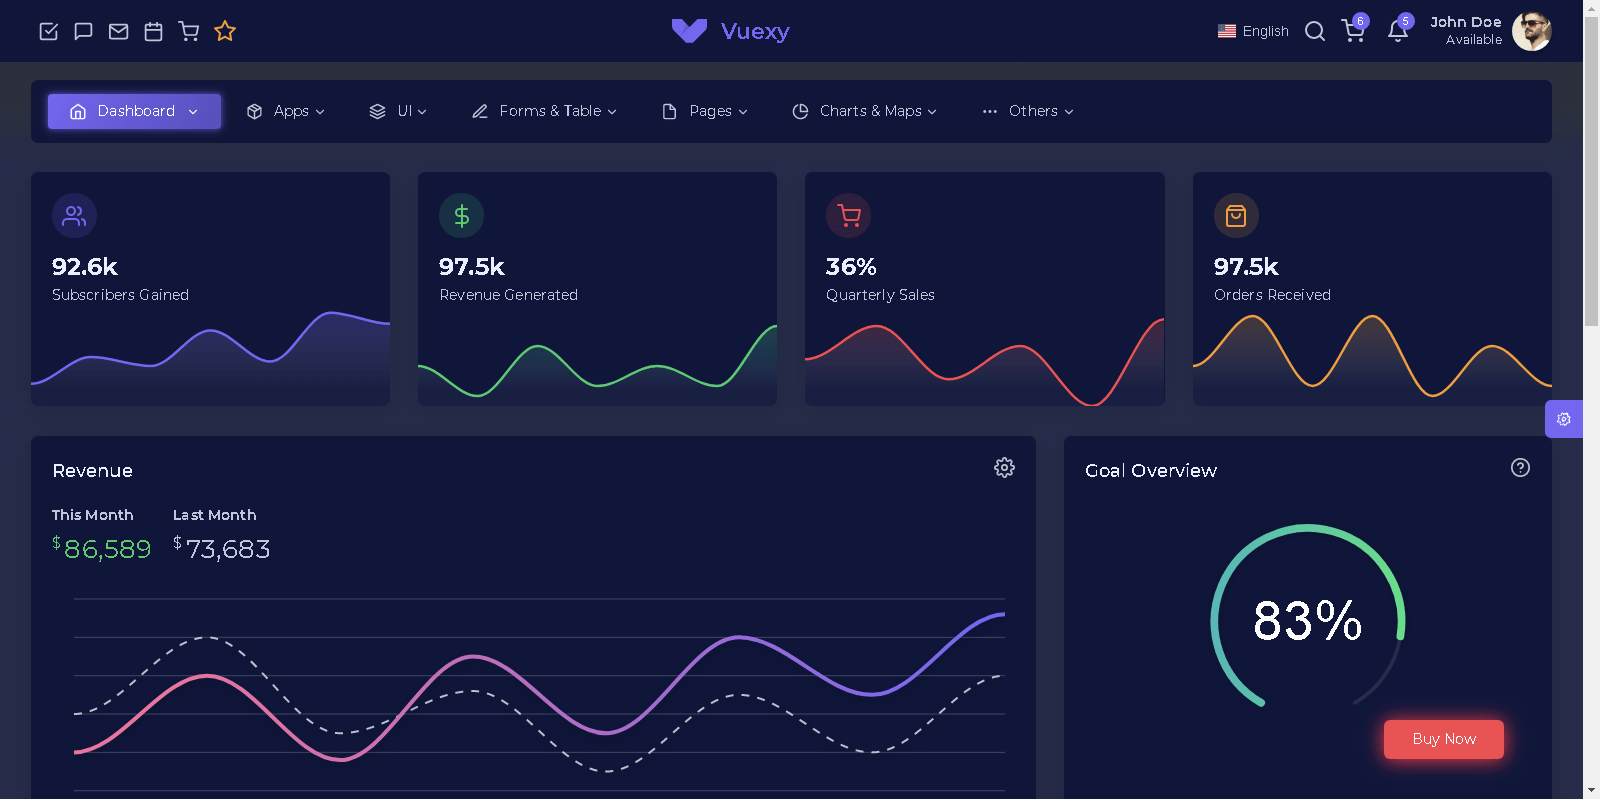 Vuexy
English
6
5
John Doe
Available
Dashboard
Apps
UI
Forms & Table
Pages
Charts & Maps
Others
92.6k
Subscribers Gained
97.5k
Revenue Generated
36%
Quarterly Sales
97.5k
Orders Received
Revenue
This Month
Last Month
$86,589
$73,683
Goal Overview
83%
Buy Now